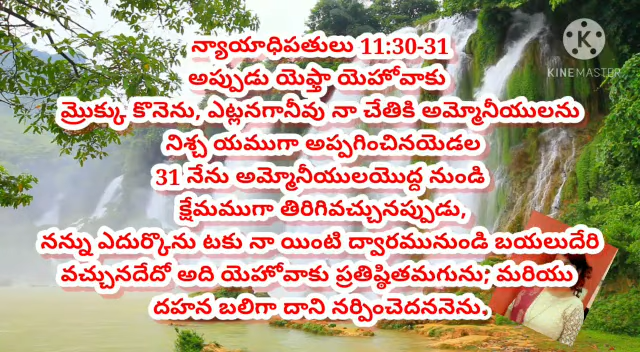 న్యాయాధిపతులు 11:30-31
అప్పుడు యెఫ్తా యెహోవాకు
మ్రొక్కు కొనెను, ఎట్లనగానీవు నా చేతికి అమ్మోనీయులను
నిశ్చ యముగా అప్పగించినయెడల
31 నేను అమ్మోనీయులయొద్ద నుండి
క్షేమముగా తిరిగివచ్చునప్పుడు,
నన్ను ఎదుర్కొను టకు నా యింటి ద్వారమునుండి బయలుదేరి
వచ్చునదేదో అది యెహోవాకు ప్రతిష్ఠితమగును; మరియు
దహన బలిగా దాని నర్పించెదననెను.
KINEMASTER